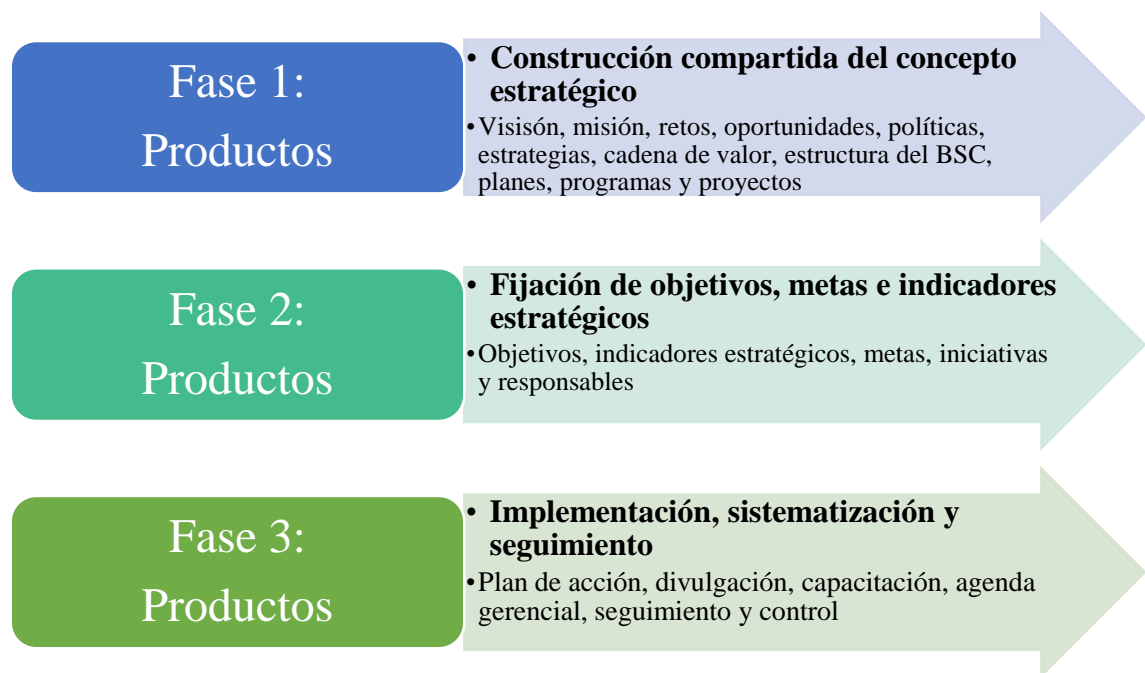 Fase 1:
Productos
• Construcción compartida del concepto
estratégico
•Visisón, misión, retos, oportunidades, políticas,
estrategias, cadena de valor, estructura del BSC,
planes, programas y proyectos
Fase 2:
Productos
• Fijación de objetivos, metas e indicadores
estratégicos
•Objetivos, indicadores estratégicos, metas, iniciativas
y responsables
Fase 3:
Productos
• Implementación, sistematización y
seguimiento
•Plan de acción, divulgación, capacitación, agenda
gerencial, seguimiento y control